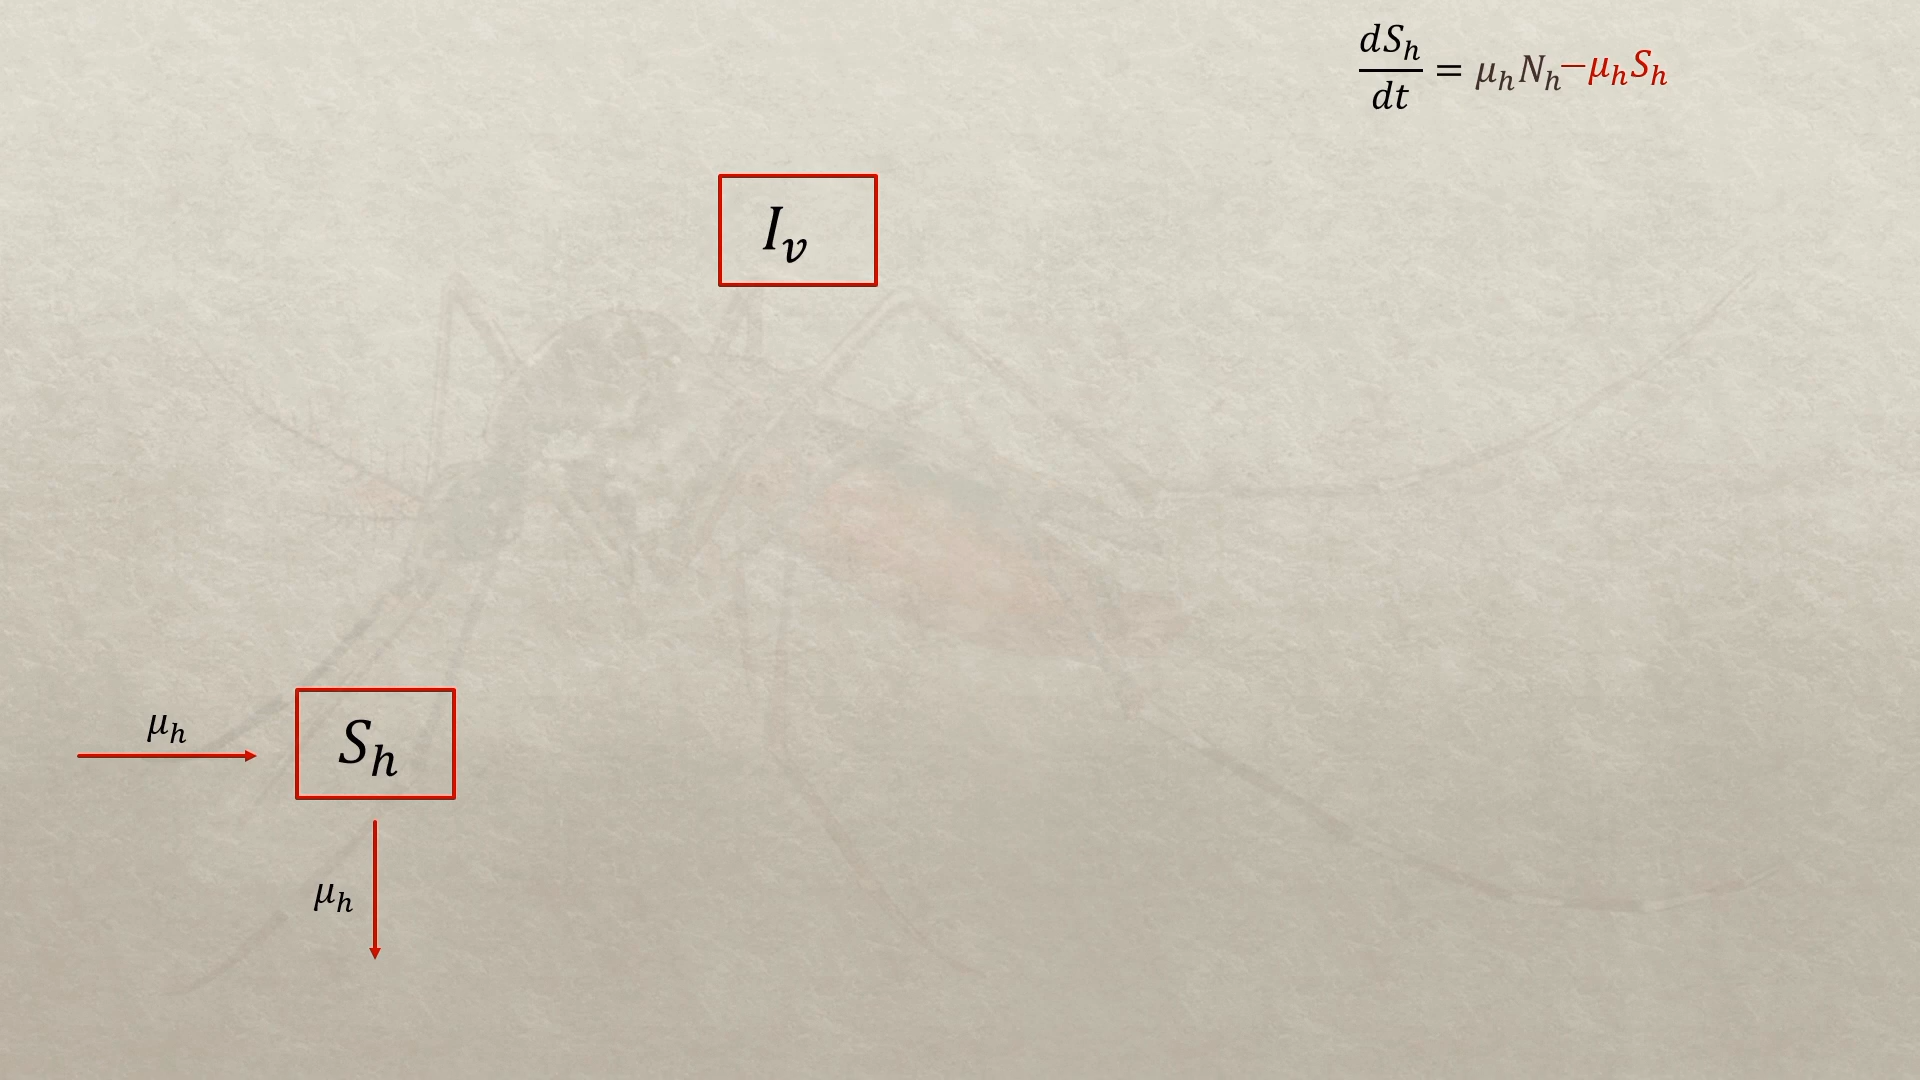 dS_h/dt = μ_h N_h − μ_h S_h
I_v
μ_h
S_h
μ_h